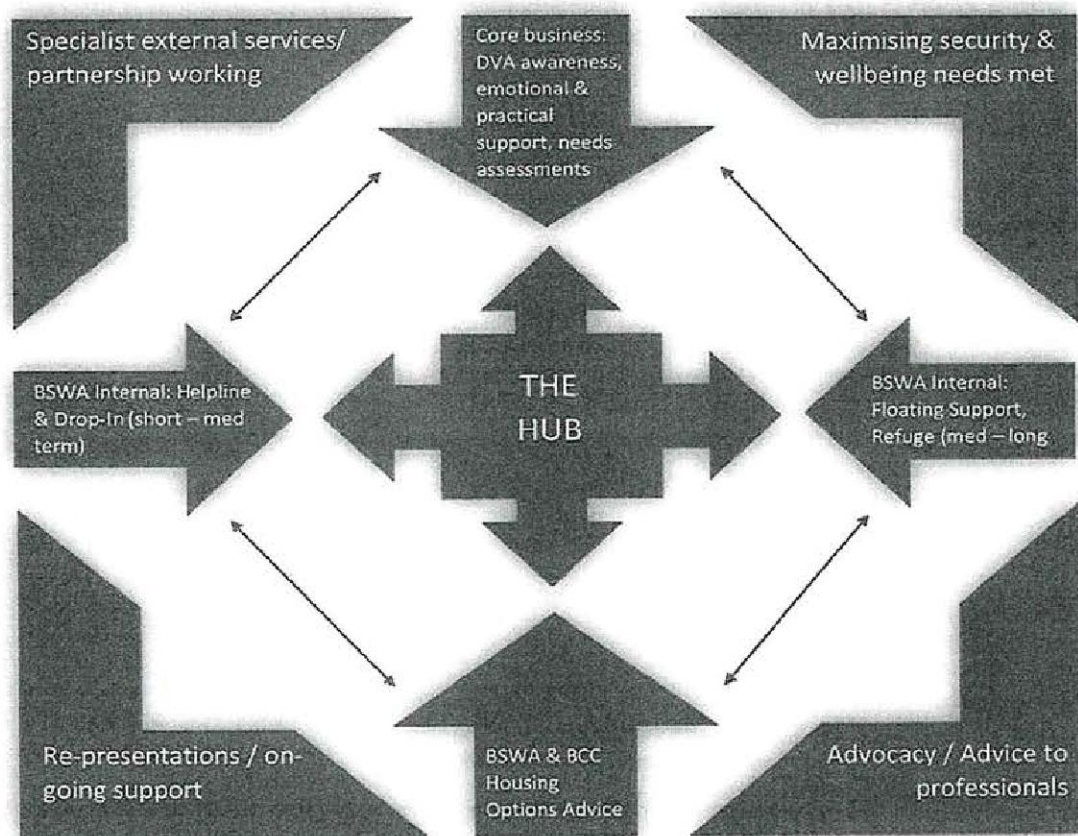 Specialist external services/
partnership working
Core business:
DVA awareness,
emotional &
practical
support, needs
assessments
Maximising security &
wellbeing needs met
BSWA Internal: Helpline
& Drop-In (short – med
term)
THE
HUB
BSWA Internal:
Floating Support,
Refuge (med – long
Re-presentations / on-
going support
BSWA & BCC
Housing
Options Advice
Advocacy / Advice to
professionals